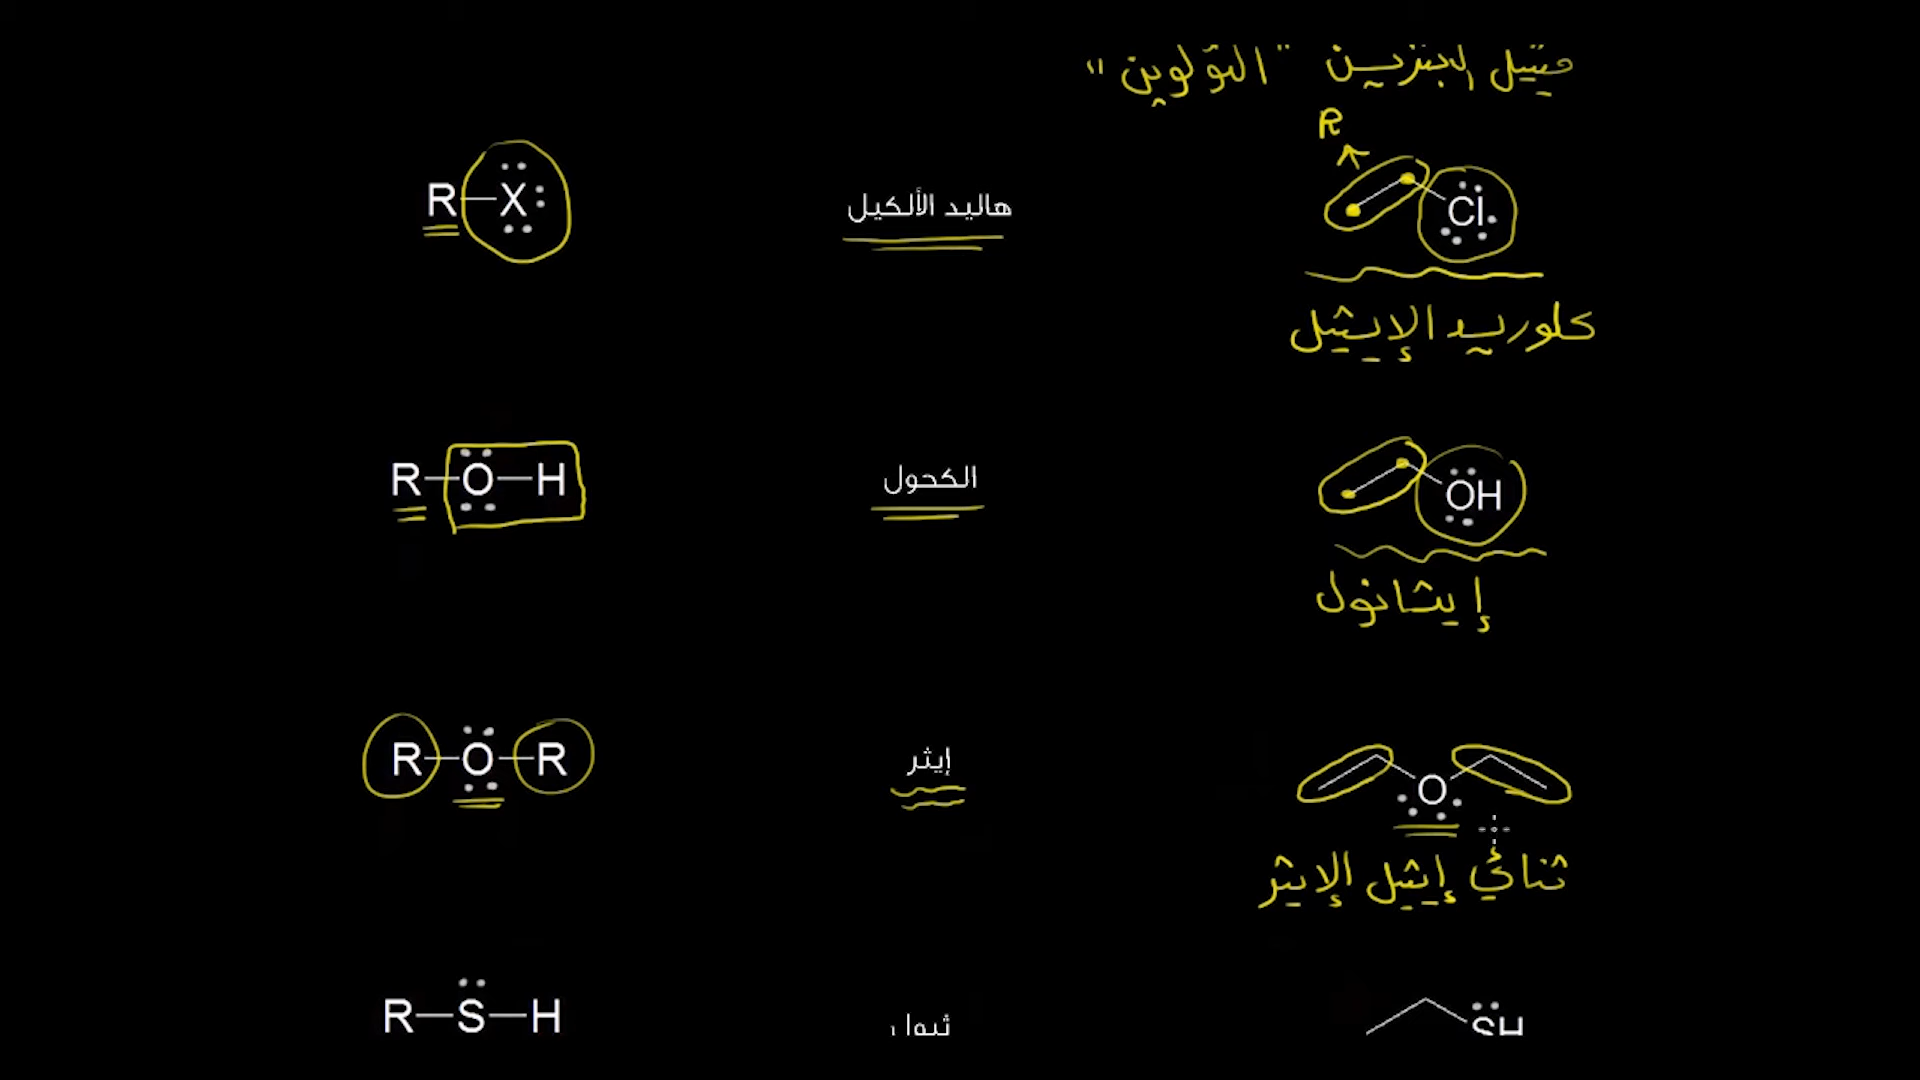 ميثيل البنزين "التولوين"
R
R-X
هاليد الألكيل
Cl
كلوريد الإيثيل
R-O-H
الكحول
OH
إيثانول
R-O-R
إيثر
O
ثنائي إيثيل الإيثر
R-S-H
ثيول
SH